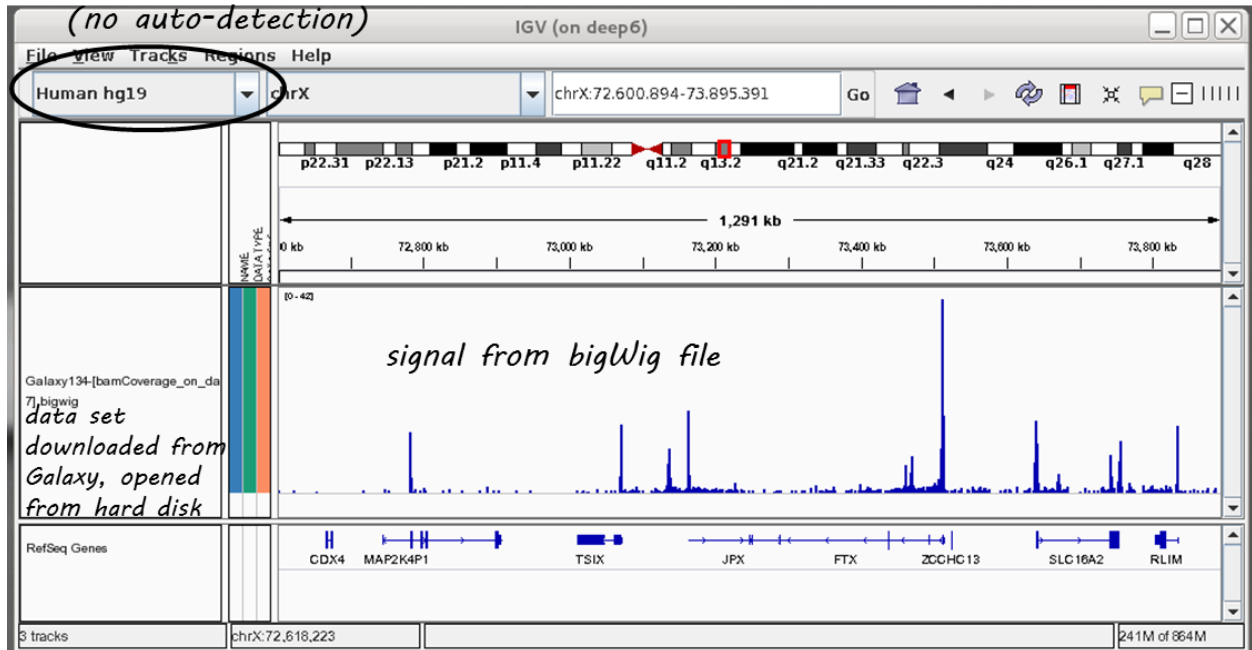 (no auto-detection)
IGV (on deep6)
File View Tracks Regions Help
Human hg19
chrX
chrX:72.600.894-73.895.391
Go
p22.31 p22.13 p21.2 p11.4 p11.22 q11.2 q13.2 q21.2 q21.33 q22.3 q24 q26.1 q27.1 q28
1,291 kb
0 kb 72,800 kb 73,000 kb 73,200 kb 73,400 kb 73,600 kb 73,800 kb
NAME
DATA TYPE
[0 - 42]
signal from bigWig file
Galaxy134-[bamCoverage_on_da
7].bigwig
data set
downloaded from
Galaxy, opened
from hard disk
RefSeq Genes
CDX4 MAP2K4P1 TSIX JPX FTX ZCCHC13 SLC16A2 RLIM
3 tracks
chrX:72,618,223
241M of 864M